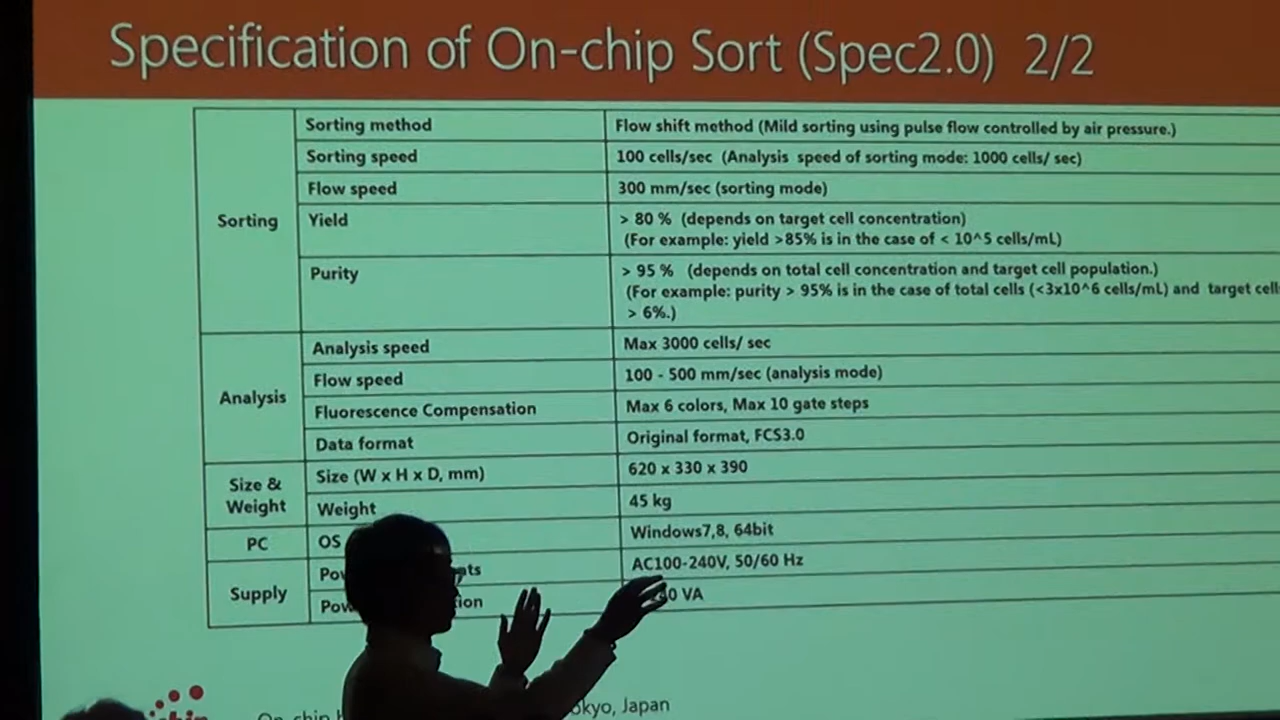 Specification of On-chip Sort (Spec2.0) 2/2
Sorting
Sorting method
Flow shift method (Mild sorting using pulse flow controlled by air pressure.)
Sorting speed
100 cells/sec (Analysis speed of sorting mode: 1000 cells/ sec)
Flow speed
300 mm/sec (sorting mode)
Yield
> 80 % (depends on target cell concentration)
(For example: yield >85% is in the case of < 10^5 cells/mL)
Purity
> 95 % (depends on total cell concentration and target cell population.)
(For example: purity > 95% is in the case of total cells (<3x10^6 cells/mL) and target cell
> 6%.)
Analysis
Analysis speed
Max 3000 cells/ sec
Flow speed
100 - 500 mm/sec (analysis mode)
Fluorescence Compensation
Max 6 colors, Max 10 gate steps
Data format
Original format, FCS3.0
Size &
Weight
Size (W x H x D, mm)
620 x 330 x 390
Weight
45 kg
PC
OS
Windows7,8, 64bit
Supply
AC100-240V, 50/60 Hz
VA
On-chip
Japan